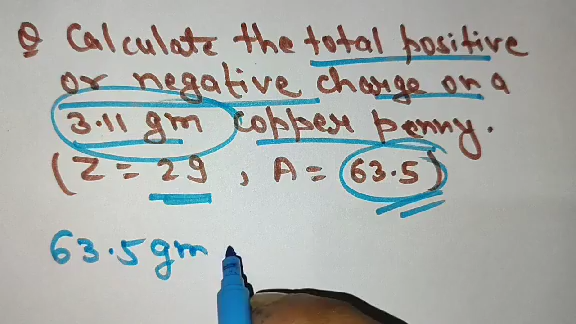 Q Calculate the total positive
or negative charge on a
3.11 gm copper penny.
(Z = 29, A = 63.5)
63.5 gm